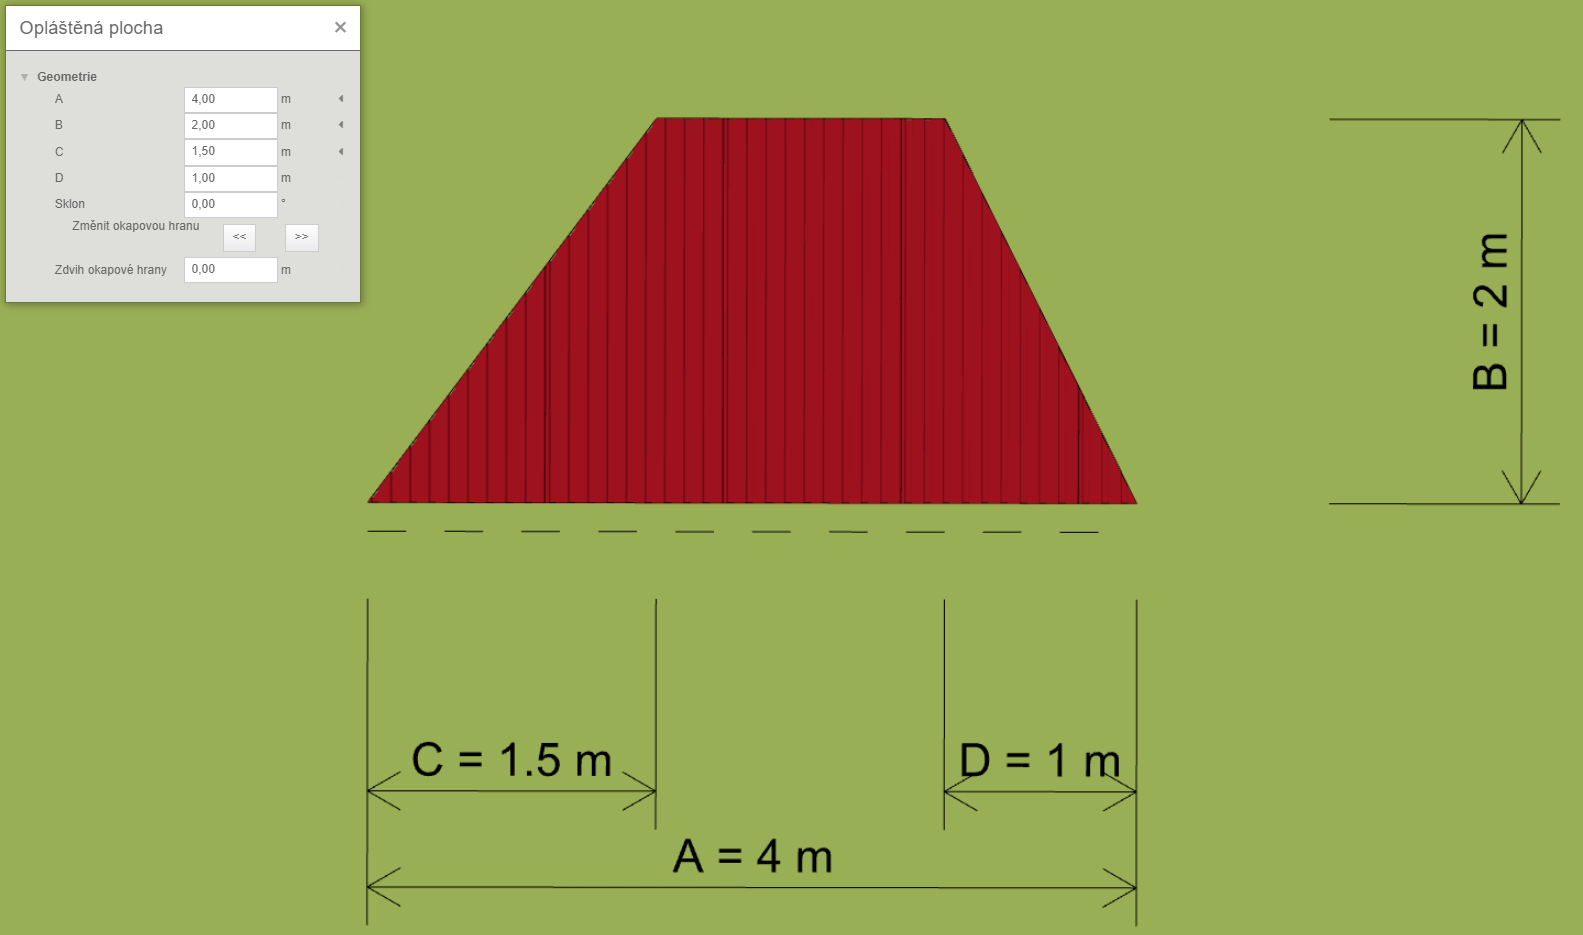 Opláštěná plocha ×
Geometrie
A 4,00 m
B 2,00 m
C 1,50 m
D 1,00 m
Sklon 0,00 °
Změnit okapovou hranu << >>
Zdvih okapové hrany 0,00 m
B = 2 m
C = 1.5 m
D = 1 m
A = 4 m